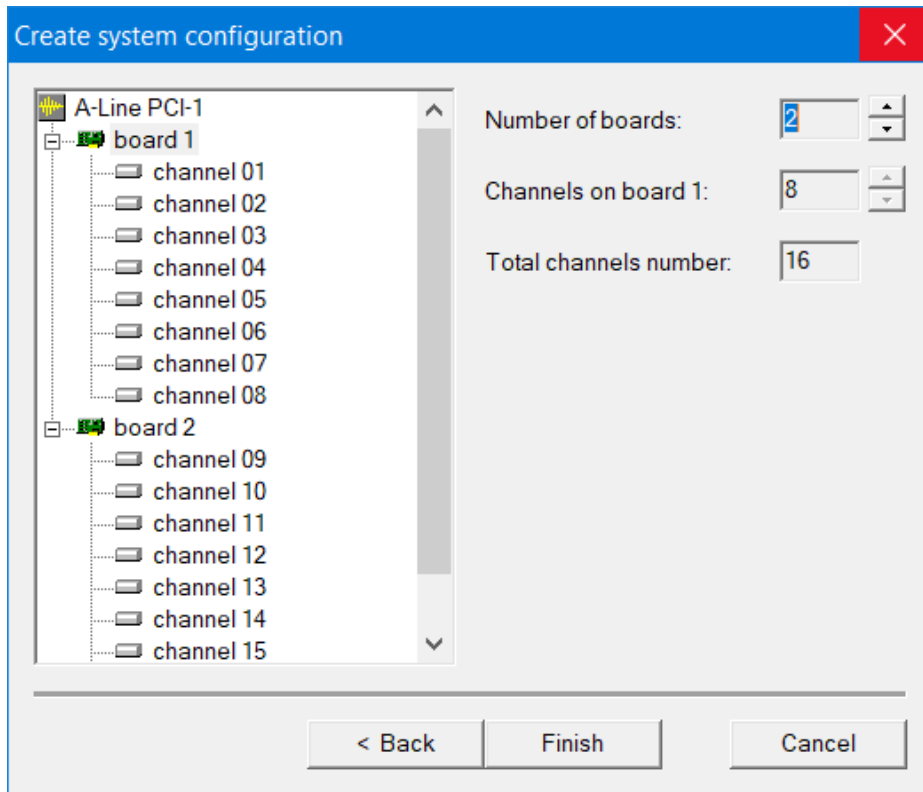 Create system configuration
A-Line PCI-1
board 1
channel 01
channel 02
channel 03
channel 04
channel 05
channel 06
channel 07
channel 08
board 2
channel 09
channel 10
channel 11
channel 12
channel 13
channel 14
channel 15
Number of boards: 2
Channels on board 1: 8
Total channels number: 16
< Back
Finish
Cancel